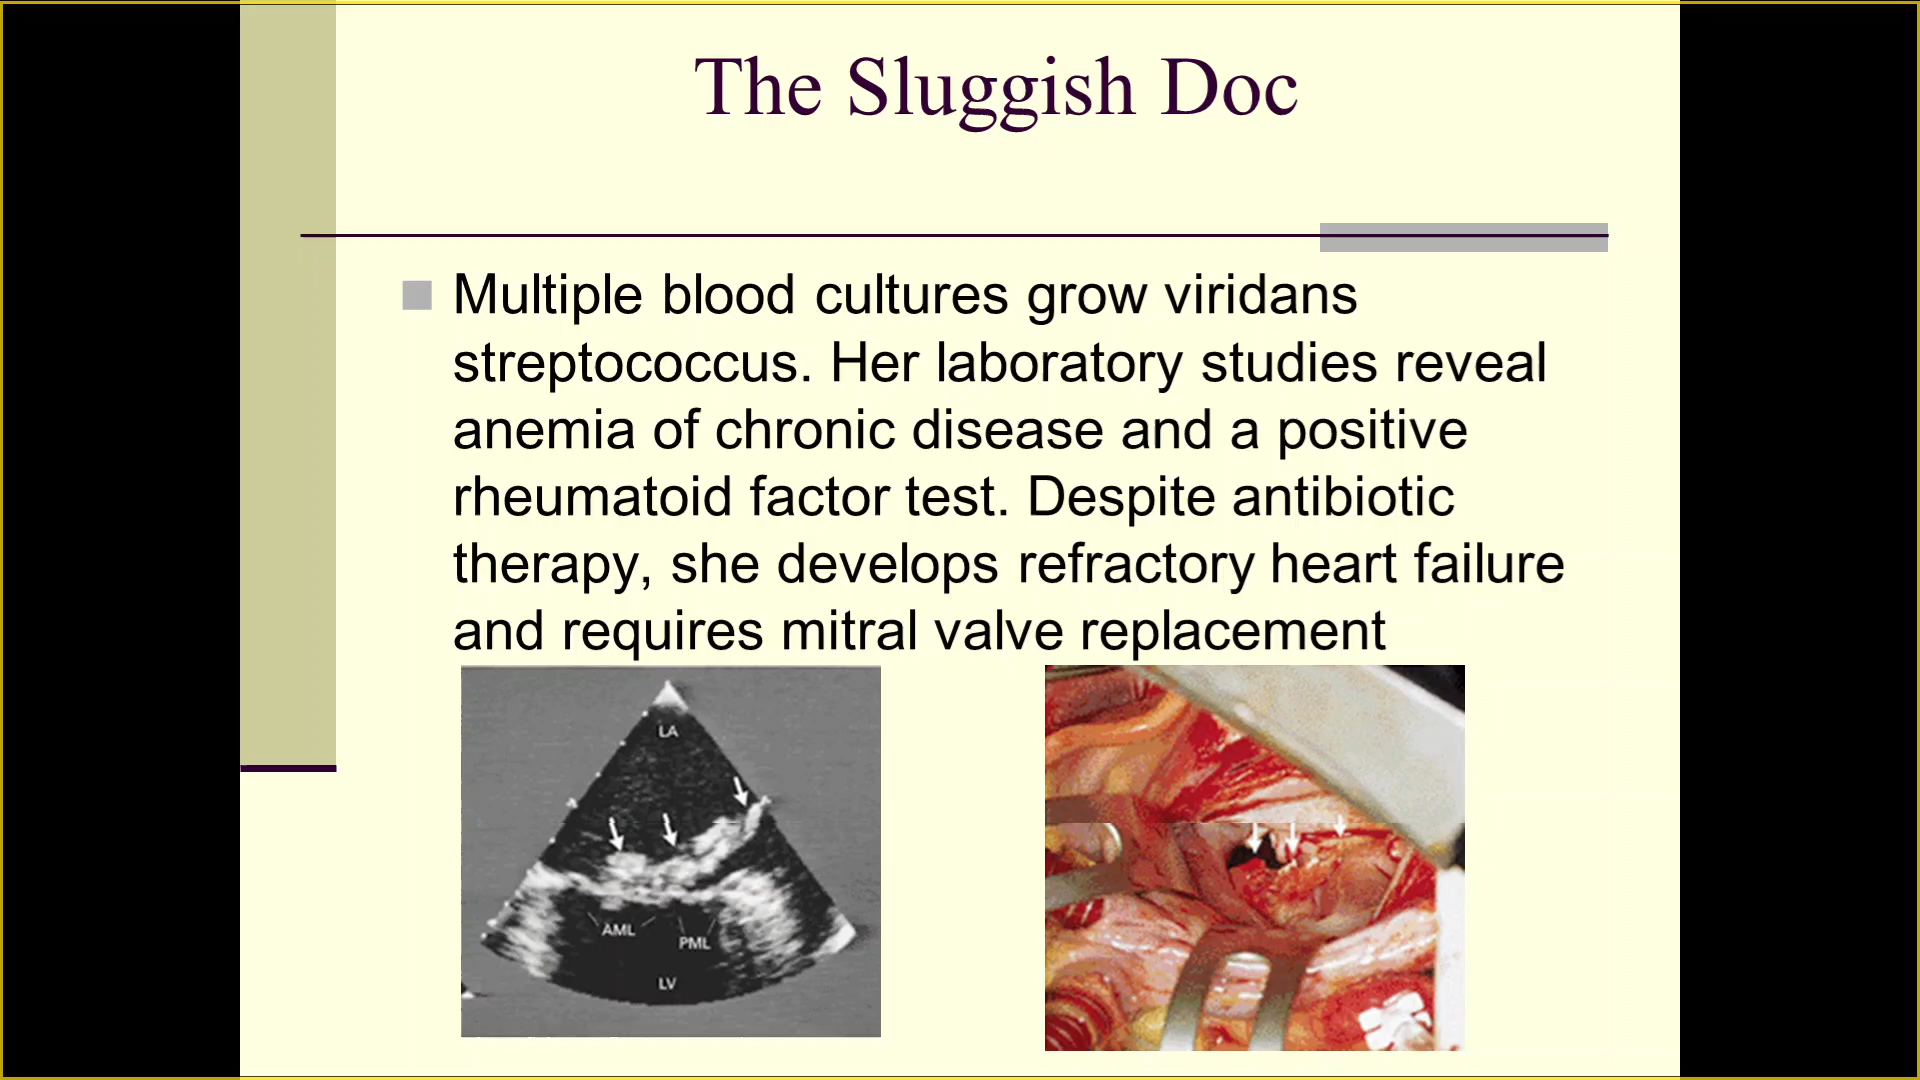 The Sluggish Doc
Multiple blood cultures grow viridans
streptococcus. Her laboratory studies reveal
anemia of chronic disease and a positive
rheumatoid factor test. Despite antibiotic
therapy, she develops refractory heart failure
and requires mitral valve replacement
LA
AML
PML
LV